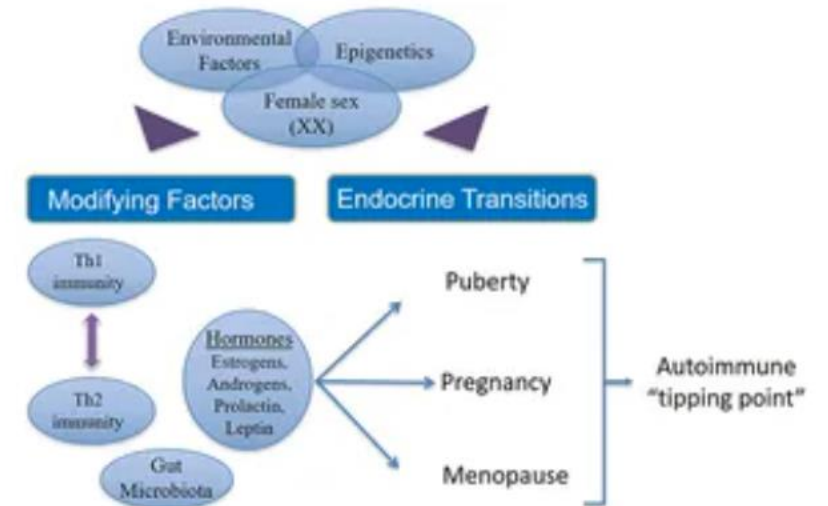 Environmental
Factors
Epigenetics
Female sex
(XX)
Modifying Factors
Endocrine Transitions
Th1
immunity
Th2
immunity
Gut
Microbiota
Hormones
Estrogens,
Androgens,
Prolactin,
Leptin
Puberty
Pregnancy
Menopause
Autoimmune
“tipping point”